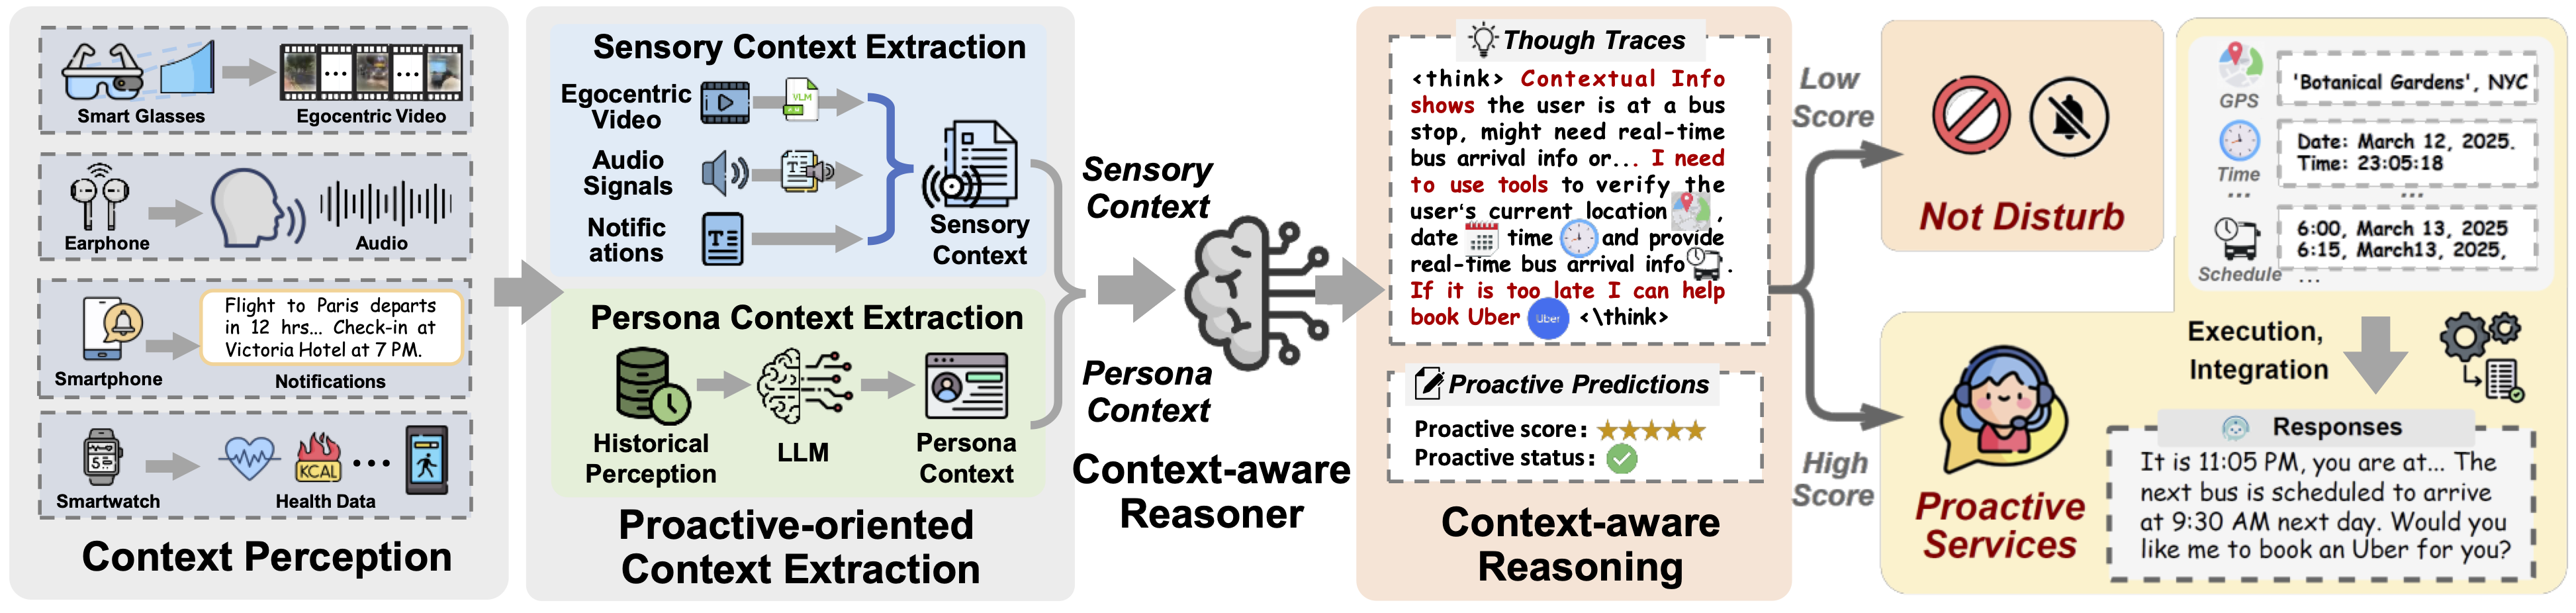 Smart Glasses
Egocentric Video
Earphone
Audio
Flight to Paris departs
in 12 hrs... Check-in at
Victoria Hotel at 7 PM.
Smartphone
Notifications
KCAL
Smartwatch
Health Data
Context Perception
Sensory Context Extraction
Egocentric
Video
VLM
Audio
Signals
Notific
ations
Sensory
Context
Persona Context Extraction
Historical
Perception
LLM
Persona
Context
Proactive-oriented
Context Extraction
Sensory
Context
Persona
Context
Context-aware
Reasoner
Though Traces
<think> Contextual Info
shows the user is at a bus
stop, might need real-time
bus arrival info or... I need
to use tools to verify the
user's current location ,
date time and provide
real-time bus arrival info .
If it is too late I can help
book Uber Uber <\think>
Proactive Predictions
Proactive score:
Proactive status:
Context-aware
Reasoning
Low
Score
High
Score
Not Disturb
Proactive
Services
GPS
'Botanical Gardens', NYC
Time
Date: March 12, 2025.
Time: 23:05:18
... ...
Schedule
6:00, March 13, 2025
6:15, March13, 2025,
...
Execution,
Integration
Responses
It is 11:05 PM, you are at... The
next bus is scheduled to arrive
at 9:30 AM next day. Would you
like me to book an Uber for you?